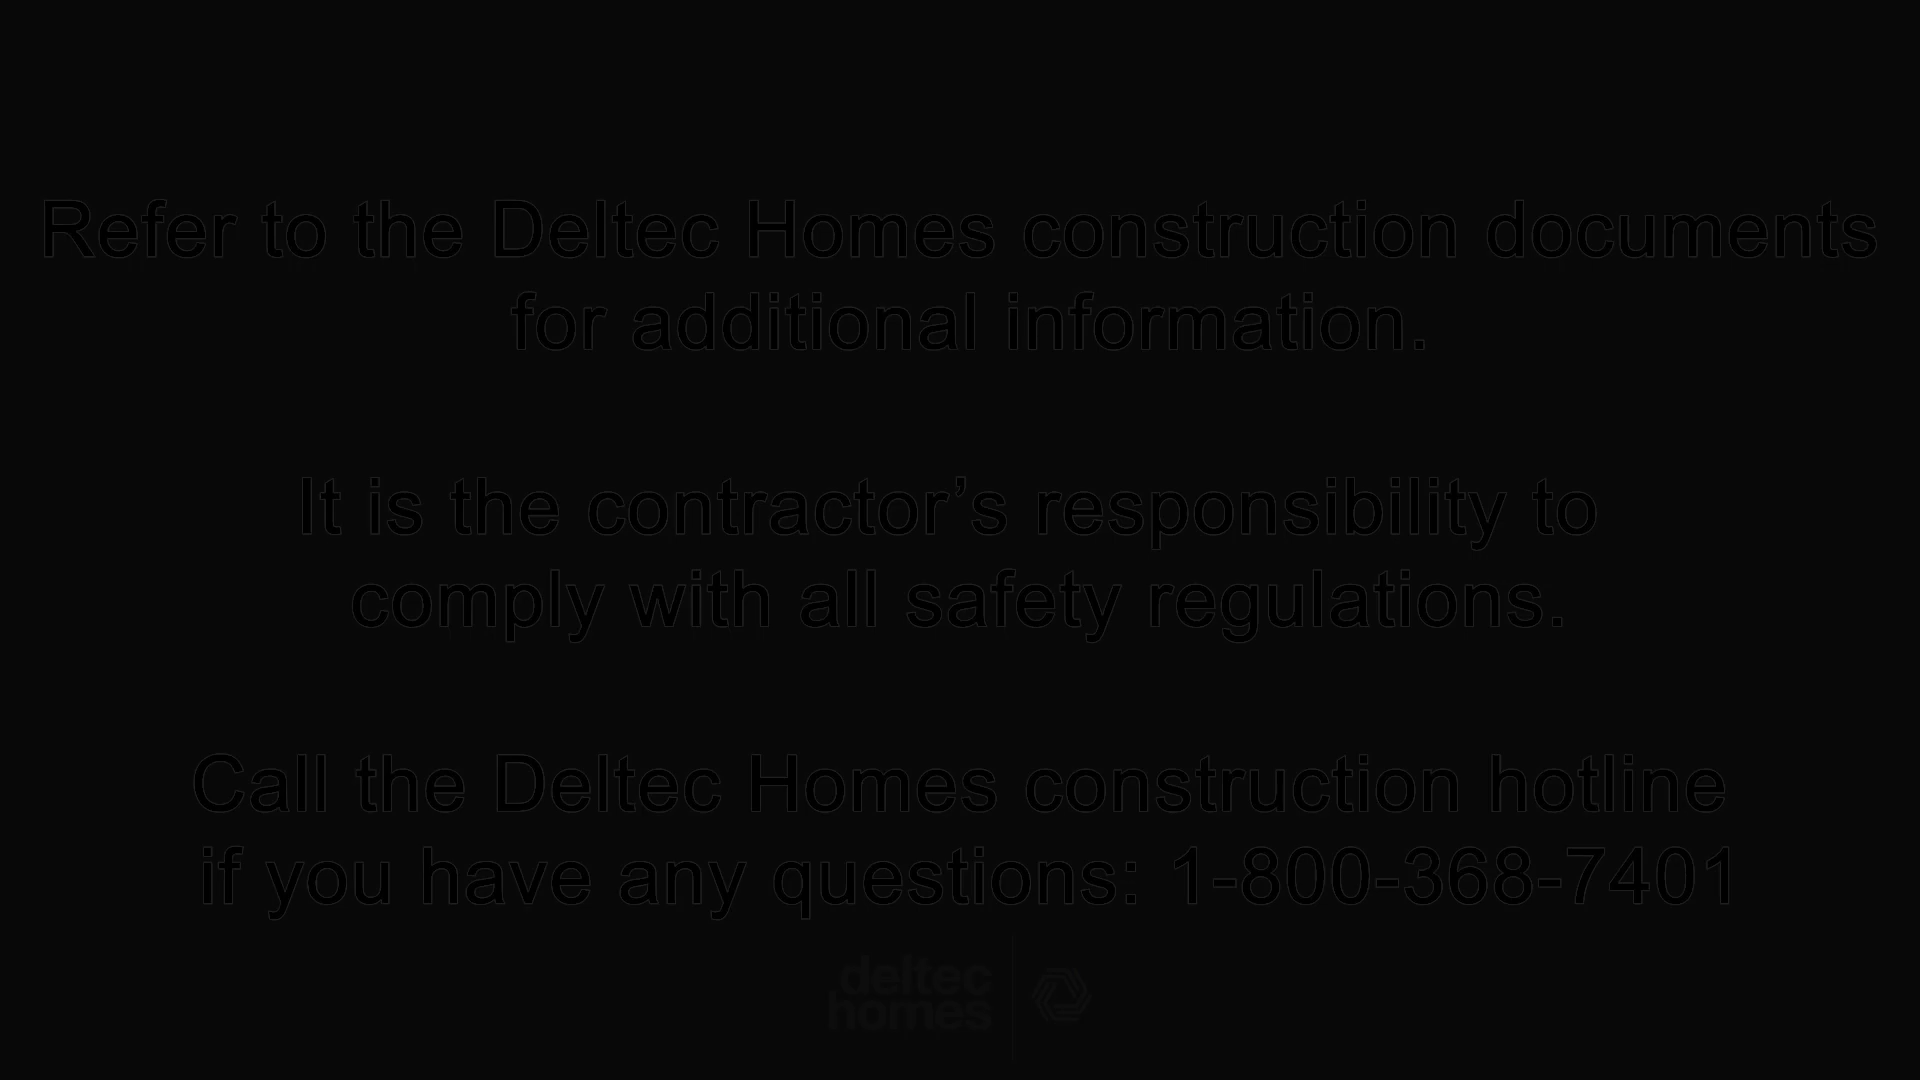 Refer to the Deltec Homes construction documents
for additional information.
It is the contractor’s responsibility to
comply with all safety regulations.
Call the Deltec Homes construction hotline
if you have any questions: 1-800-368-7401
deltec
homes